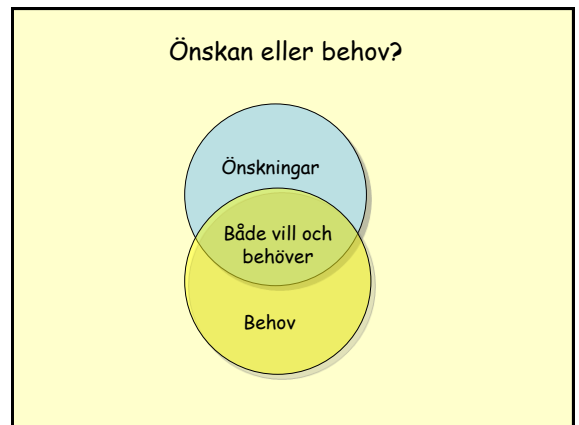 Önskan eller behov?
Önskningar
Både vill och
behöver
Behov